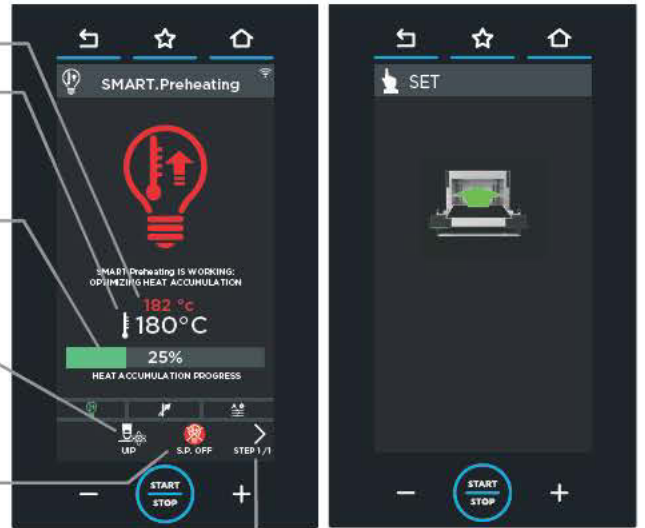 SMART.Preheating
SMART.Preheating IS WORKING:
OPTIMIZING HEAT ACCUMULATION
182 °c
180°C
25%
HEAT ACCUMULATION PROGRESS
UIP
S.P. OFF
STEP 1/1
START
STOP
SET
START
STOP